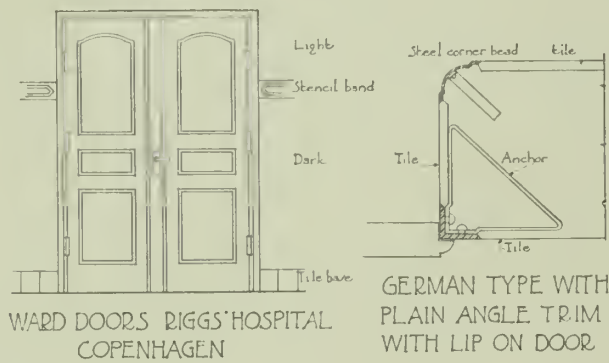 Light
Stencil band
Dark
Tile base
WARD DOORS RIGGS' HOSPITAL
COPENHAGEN
Steel corner bead
tile
Tile
Anchor
Tile
GERMAN TYPE WITH
PLAIN ANGLE TRIM
WITH LIP ON DOOR